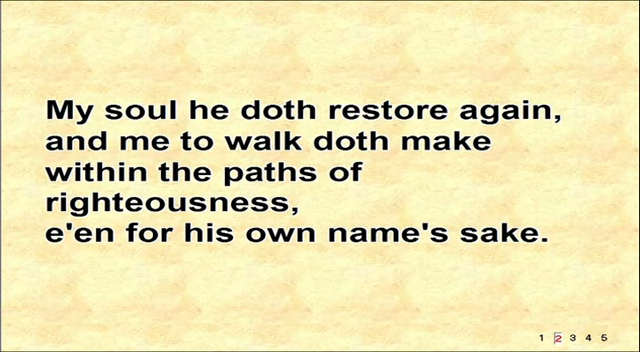 My soul he doth restore again,
and me to walk doth make
within the paths of
righteousness,
e'en for his own name's sake.
1 2 3 4 5